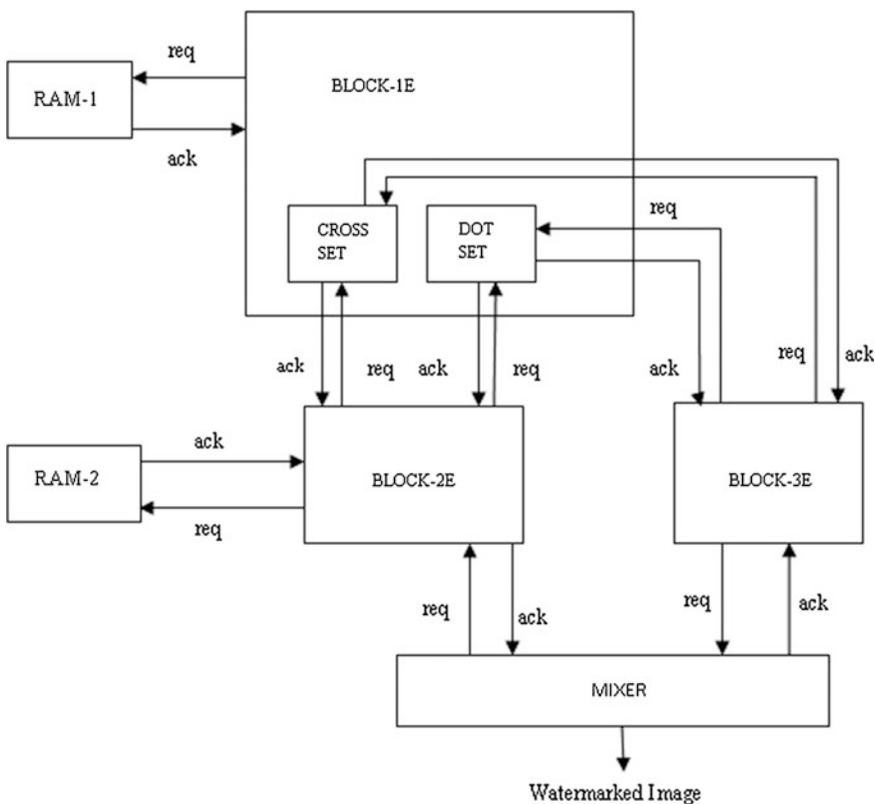 req
BLOCK-1E
RAM-1
ack
req
CROSS
SET
DOT
SET
ack
req
ack
req
ack
req
ack
ack
RAM-2
BLOCK-2E
BLOCK-3E
req
req
ack
req
ack
MIXER
Watermarked Image